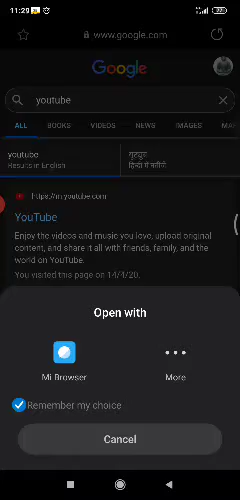 11:29
www.google.com
Google
youtube
ALL BOOKS VIDEOS NEWS IMAGES
youtube
Results in English
यूट्यूब
हिन्दी में नतीजे
https://m.youtube.com
YouTube
Enjoy the videos and music you love, upload original
content, and share it all with friends, family, and the
world on YouTube.
You visited this page on 14/4/20.
Open with
Mi Browser
More
Remember my choice
Cancel